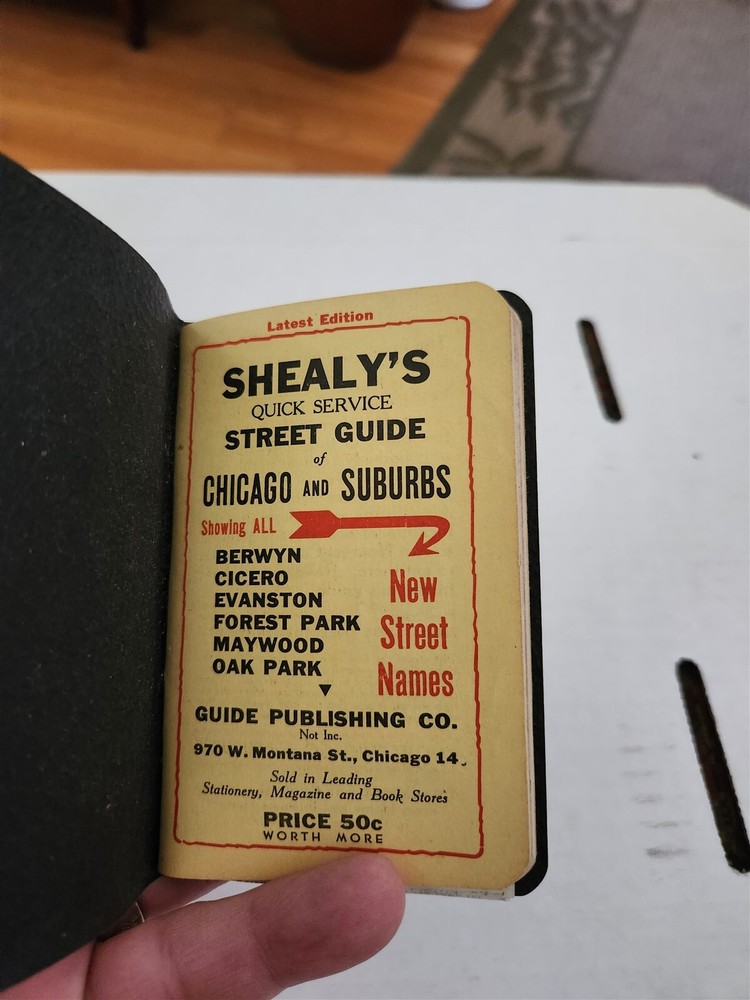 Latest Edition
SHEALY'S
QUICK SERVICE
STREET GUIDE
of
CHICAGO AND SUBURBS
Showing ALL
BERWYN
CICERO
EVANSTON
FOREST PARK
MAYWOOD
OAK PARK
New
Street
Names
GUIDE PUBLISHING CO.
Not Inc.
970 W. Montana St., Chicago 14.
Sold in Leading
Stationery, Magazine and Book Stores
PRICE 50c
WORTH MORE